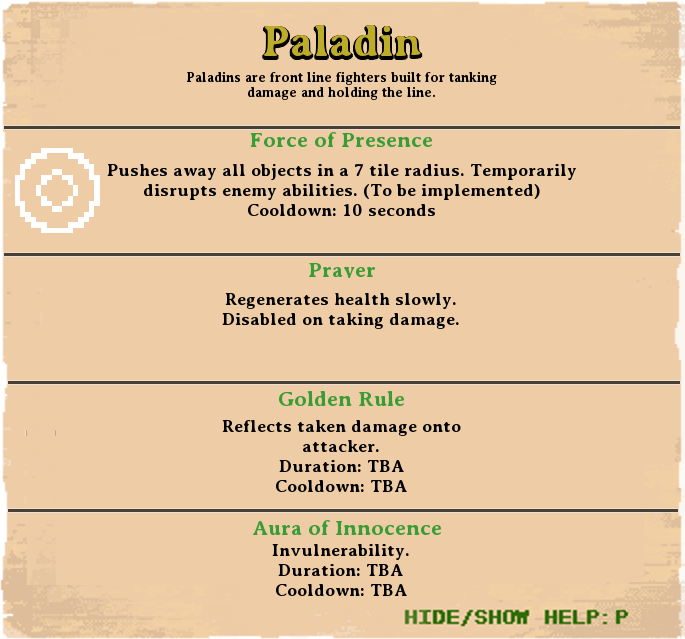 Paladin
Paladins are front line fighters built for tanking
damage and holding the line.
Force of Presence
Pushes away all objects in a 7 tile radius. Temporarily
disrupts enemy abilities. (To be implemented)
Cooldown: 10 seconds
Prayer
Regenerates health slowly.
Disabled on taking damage.
Golden Rule
Reflects taken damage onto
attacker.
Duration: TBA
Cooldown: TBA
Aura of Innocence
Invulnerability.
Duration: TBA
Cooldown: TBA
HIDE/SHOW HELP: P